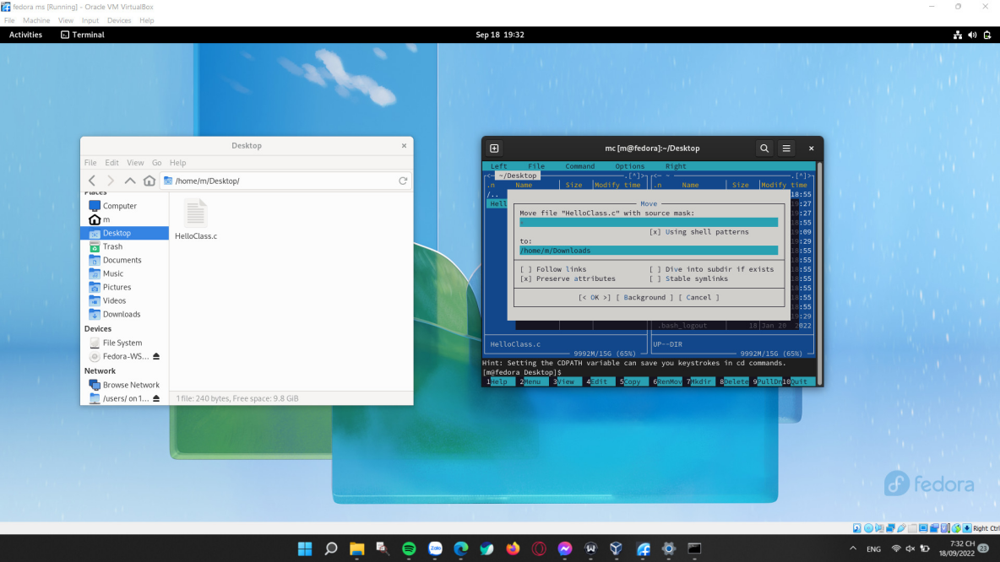 fedora ms [Running] - Oracle VM VirtualBox
File Machine View Input Devices Help
Activities Terminal Sep 18 19:32
Desktop
File Edit View Go Help
/home/m/Desktop/
Places
Computer
m
Desktop
Trash
Documents
Music
Pictures
Videos
Downloads
Devices
File System
Fedora-WS...
Network
Browse Network
/users/ on 1...
HelloClass.c
1 file: 240 bytes, Free space: 9.8 GiB
mc [m@fedora]:~/Desktop
Left File Command Options Right
<─ ~/Desktop ─.[^]>┐┌<─ ~ ─.[^]>
.n Name Size Modify time .n Name Size Modify time
/.. 18:55
Hell 19:27
19:27
18:55
19:09
19:29
18:55
18:55
18:55
18:55
18:55
18:55
18:55
19:29
Move
Move file "HelloClass.c" with source mask:
*
[x] Using shell patterns
to:
/home/m/Downloads
[ ] Follow links [ ] Dive into subdir if exists
[x] Preserve attributes [ ] Stable symlinks
[< OK >] [ Background ] [ Cancel ]
.bash_logout 18 Jan 20 2022
HelloClass.c UP--DIR
9992M/15G (65%) 9992M/15G (65%)
Hint: Setting the CDPATH variable can save you keystrokes in cd commands.
[m@fedora Desktop]$
1Help 2Menu 3View 4Edit 5Copy 6RenMov 7Mkdir 8Delete 9PullDn 10Quit
fedora
Right Ctrl
Zalo
ENG
7:32 CH
18/09/2022
23